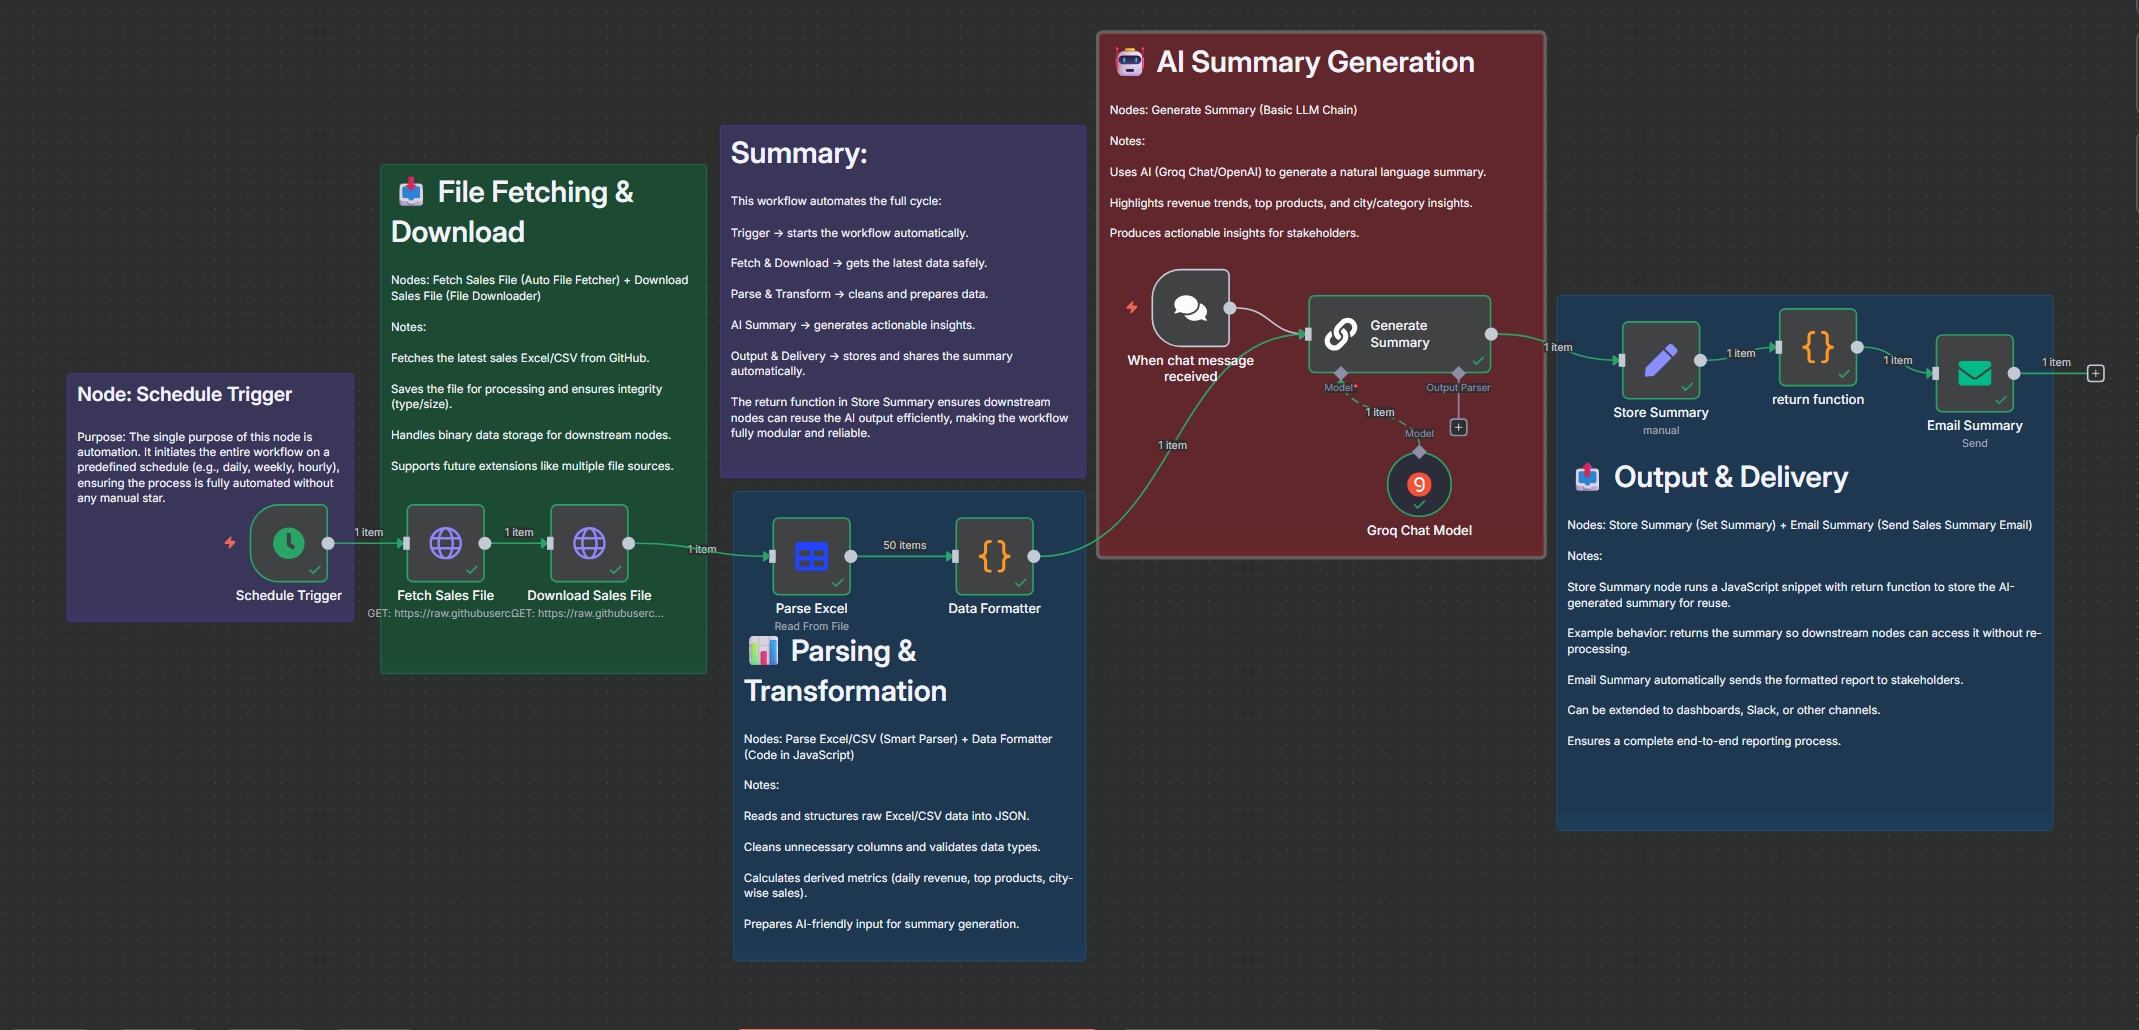 Node: Schedule Trigger
Purpose: The single purpose of this node is
automation. It initiates the entire workflow on a
predefined schedule (e.g., daily, weekly, hourly),
ensuring the process is fully automated without
any manual star.
1 item
Schedule Trigger
File Fetching &
Download
Nodes: Fetch Sales File (Auto File Fetcher) + Download
Sales File (File Downloader)
Notes:
Fetches the latest sales Excel/CSV from GitHub.
Saves the file for processing and ensures integrity
(type/size).
Handles binary data storage for downstream nodes.
Supports future extensions like multiple file sources.
1 item
1 item
Fetch Sales File
GET: https://raw.githubuserc
Download Sales File
GET: https://raw.githubuserc...
Summary:
This workflow automates the full cycle:
Trigger → starts the workflow automatically.
Fetch & Download → gets the latest data safely.
Parse & Transform → cleans and prepares data.
AI Summary → generates actionable insights.
Output & Delivery → stores and shares the summary
automatically.
The return function in Store Summary ensures downstream
nodes can reuse the AI output efficiently, making the workflow
fully modular and reliable.
50 items
Parse Excel
Read From File
Data Formatter
Parsing &
Transformation
Nodes: Parse Excel/CSV (Smart Parser) + Data Formatter
(Code in JavaScript)
Notes:
Reads and structures raw Excel/CSV data into JSON.
Cleans unnecessary columns and validates data types.
Calculates derived metrics (daily revenue, top products, city-
wise sales).
Prepares AI-friendly input for summary generation.
AI Summary Generation
Nodes: Generate Summary (Basic LLM Chain)
Notes:
Uses AI (Groq Chat/OpenAI) to generate a natural language summary.
Highlights revenue trends, top products, and city/category insights.
Produces actionable insights for stakeholders.
When chat message
received
Generate
Summary
Model*
Output Parser
1 item
Model
1 item
Groq Chat Model
1 item
1 item
1 item
1 item
Store Summary
manual
return function
Email Summary
Send
Output & Delivery
Nodes: Store Summary (Set Summary) + Email Summary (Send Sales Summary Email)
Notes:
Store Summary node runs a JavaScript snippet with return function to store the AI-
generated summary for reuse.
Example behavior: returns the summary so downstream nodes can access it without re-
processing.
Email Summary automatically sends the formatted report to stakeholders.
Can be extended to dashboards, Slack, or other channels.
Ensures a complete end-to-end reporting process.